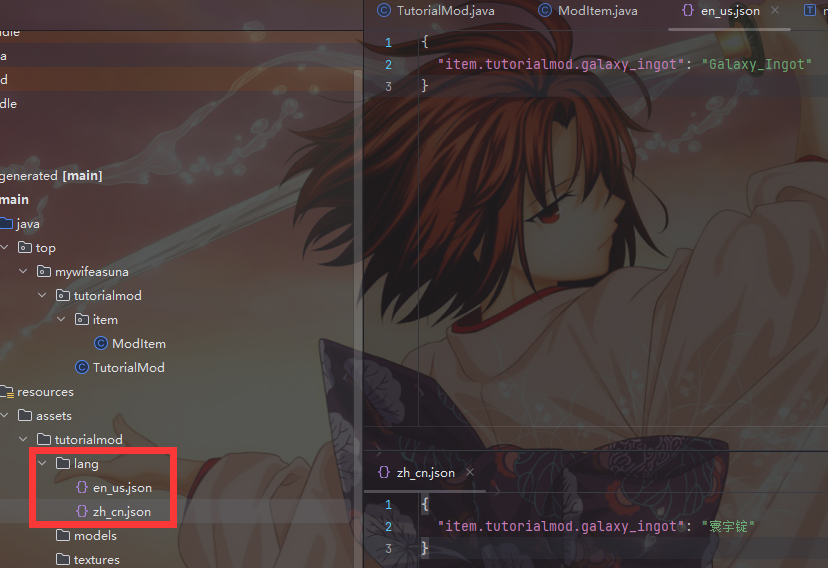 dle
a
d
dle
generated [main]
main
java
top
mywifeasuna
tutorialmod
item
ModItem
TutorialMod
resources
assets
tutorialmod
lang
en_us.json
zh_cn.json
models
textures
TutorialMod.java
ModItem.java
en_us.json
1 {
2 "item.tutorialmod.galaxy_ingot": "Galaxy_Ingot"
3 }
zh_cn.json
1 {
2 "item.tutorialmod.galaxy_ingot": "寰宇锭"
3 }